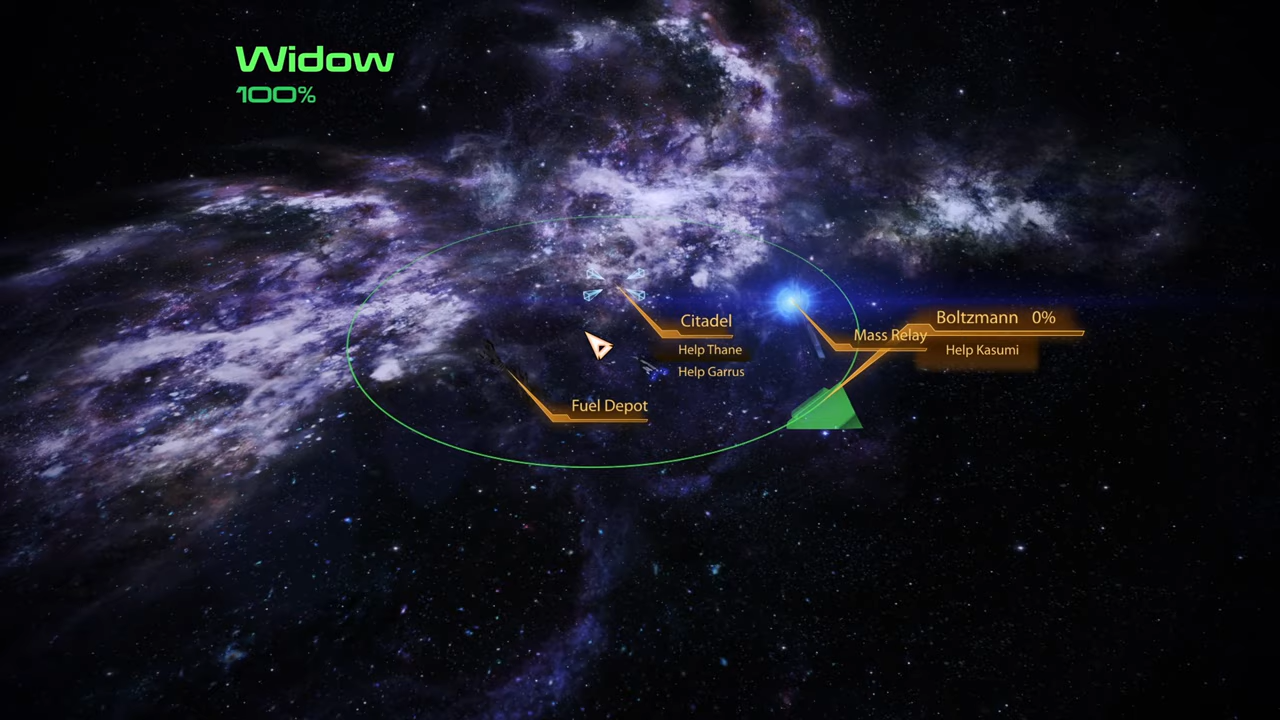 Widow
100%
Citadel
Help Thane
Help Garrus
Fuel Depot
Mass Relay
Boltzmann 0%
Help Kasumi